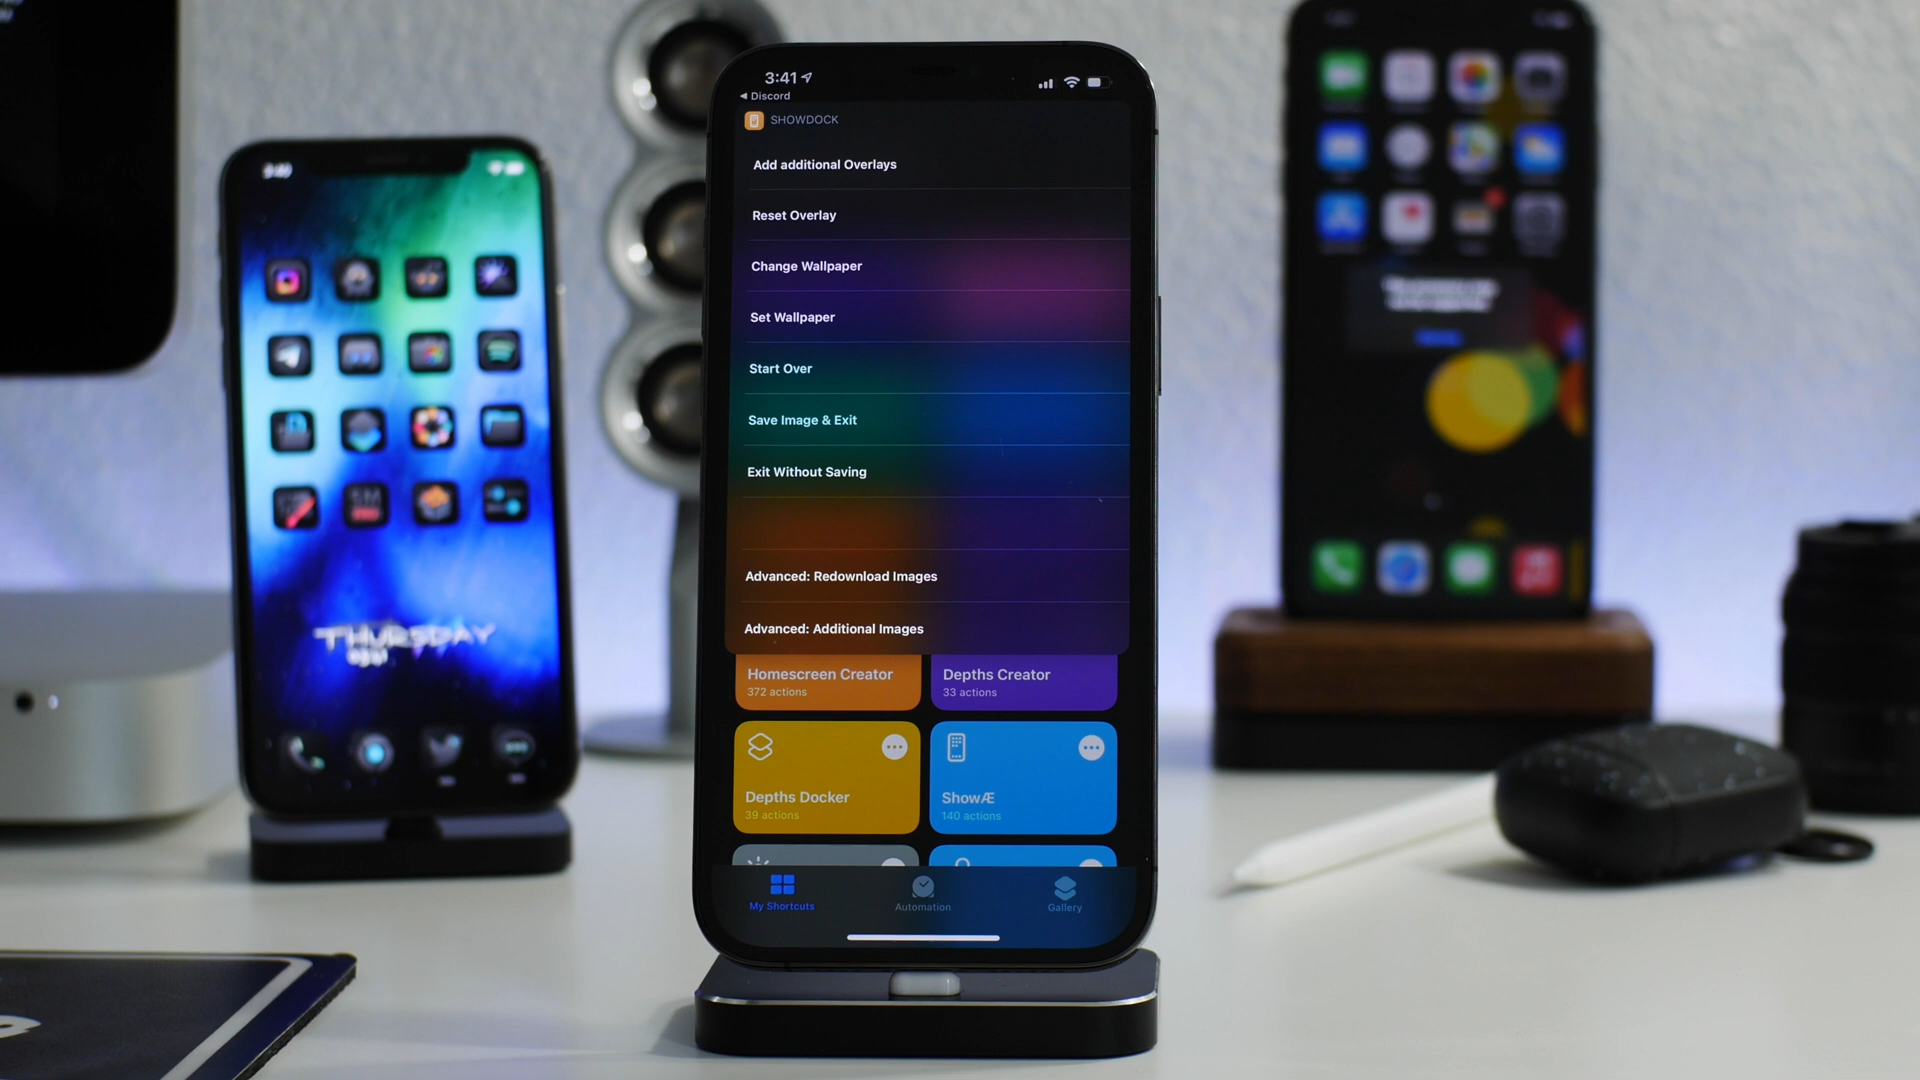 3:41
◀ Discord
SHOWDOCK
Add additional Overlays
Reset Overlay
Change Wallpaper
Set Wallpaper
Start Over
Save Image & Exit
Exit Without Saving
Advanced: Redownload Images
Advanced: Additional Images
Homescreen Creator
372 actions
Depths Creator
33 actions
Depths Docker
39 actions
ShowÆ
140 actions
My Shortcuts
Automation
Gallery
THURSDAY